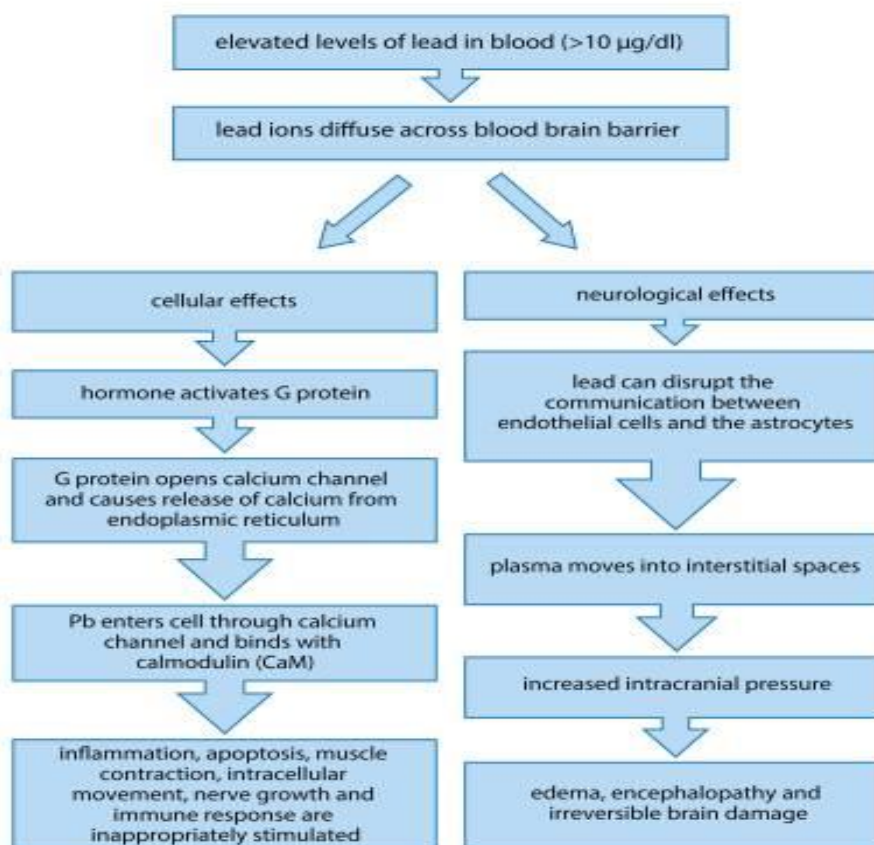 elevated levels of lead in blood (>10 µg/dl)
lead ions diffuse across blood brain barrier
cellular effects
hormone activates G protein
G protein opens calcium channel
and causes release of calcium from
endoplasmic reticulum
Pb enters cell through calcium
channel and binds with
calmodulin (CaM)
inflammation, apoptosis, muscle
contraction, intracellular
movement, nerve growth and
immune response are
inappropriately stimulated
neurological effects
lead can disrupt the
communication between
endothelial cells and the astrocytes
plasma moves into interstitial spaces
increased intracranial pressure
edema, encephalopathy and
irreversible brain damage